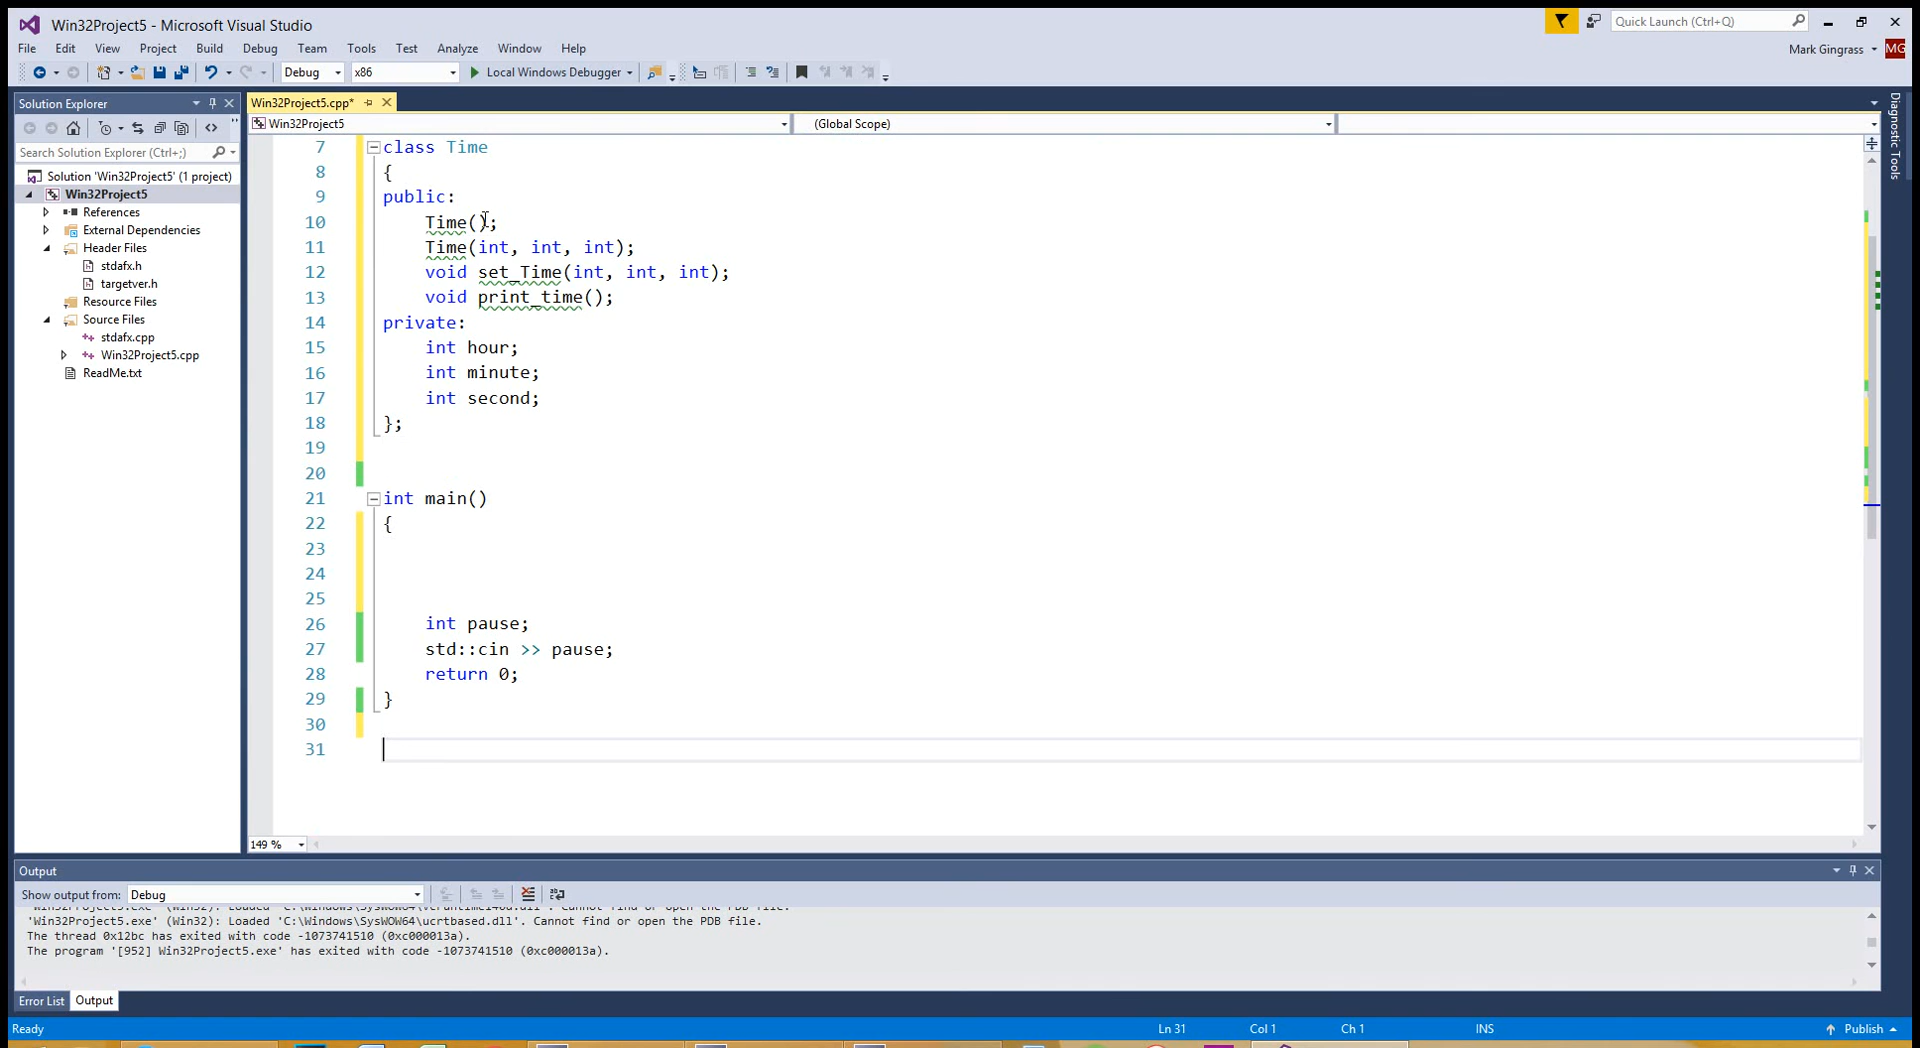 Win32Project5 - Microsoft Visual Studio
Quick Launch (Ctrl+Q)
File Edit View Project Build Debug Team Tools Test Analyze Window Help
Mark Gingrass MG
Debug x86 Local Windows Debugger
Solution Explorer
Win32Project5.cpp*
Win32Project5 (Global Scope)
Search Solution Explorer (Ctrl+;)
Solution 'Win32Project5' (1 project)
Win32Project5
References
External Dependencies
Header Files
stdafx.h
targetver.h
Resource Files
Source Files
stdafx.cpp
Win32Project5.cpp
ReadMe.txt
7 class Time
8 {
9 public:
10 Time();
11 Time(int, int, int);
12 void set_Time(int, int, int);
13 void print_time();
14 private:
15 int hour;
16 int minute;
17 int second;
18 };
19
20
21 int main()
22 {
23
24
25
26 int pause;
27 std::cin >> pause;
28 return 0;
29 }
30
31
149 %
Diagnostic Tools
Output
Show output from: Debug
'Win32Project5.exe' (Win32): Loaded 'C:\Windows\SysWOW64\ucrtbased.dll'. Cannot find or open the PDB file.
The thread 0x12bc has exited with code -1073741510 (0xc000013a).
The program '[952] Win32Project5.exe' has exited with code -1073741510 (0xc000013a).
Error List Output
Ready Ln 31 Col 1 Ch 1 INS Publish